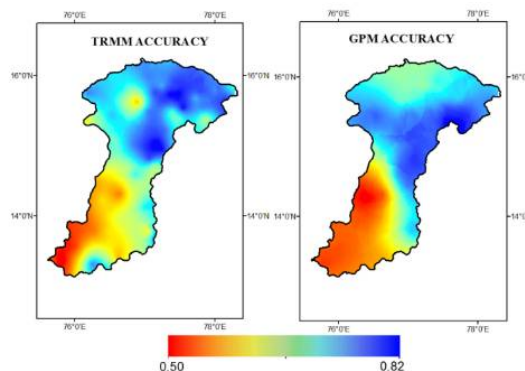 76°0'E 78°0'E 76°0'E 78°0'E
TRMM ACCURACY GPM ACCURACY
16°0'N 16°0'N 16°0'N
14°0'N 14°0'N 14°0'N
76°0'E 78°0'E 76°0'E 78°0'E
0.50 0.82